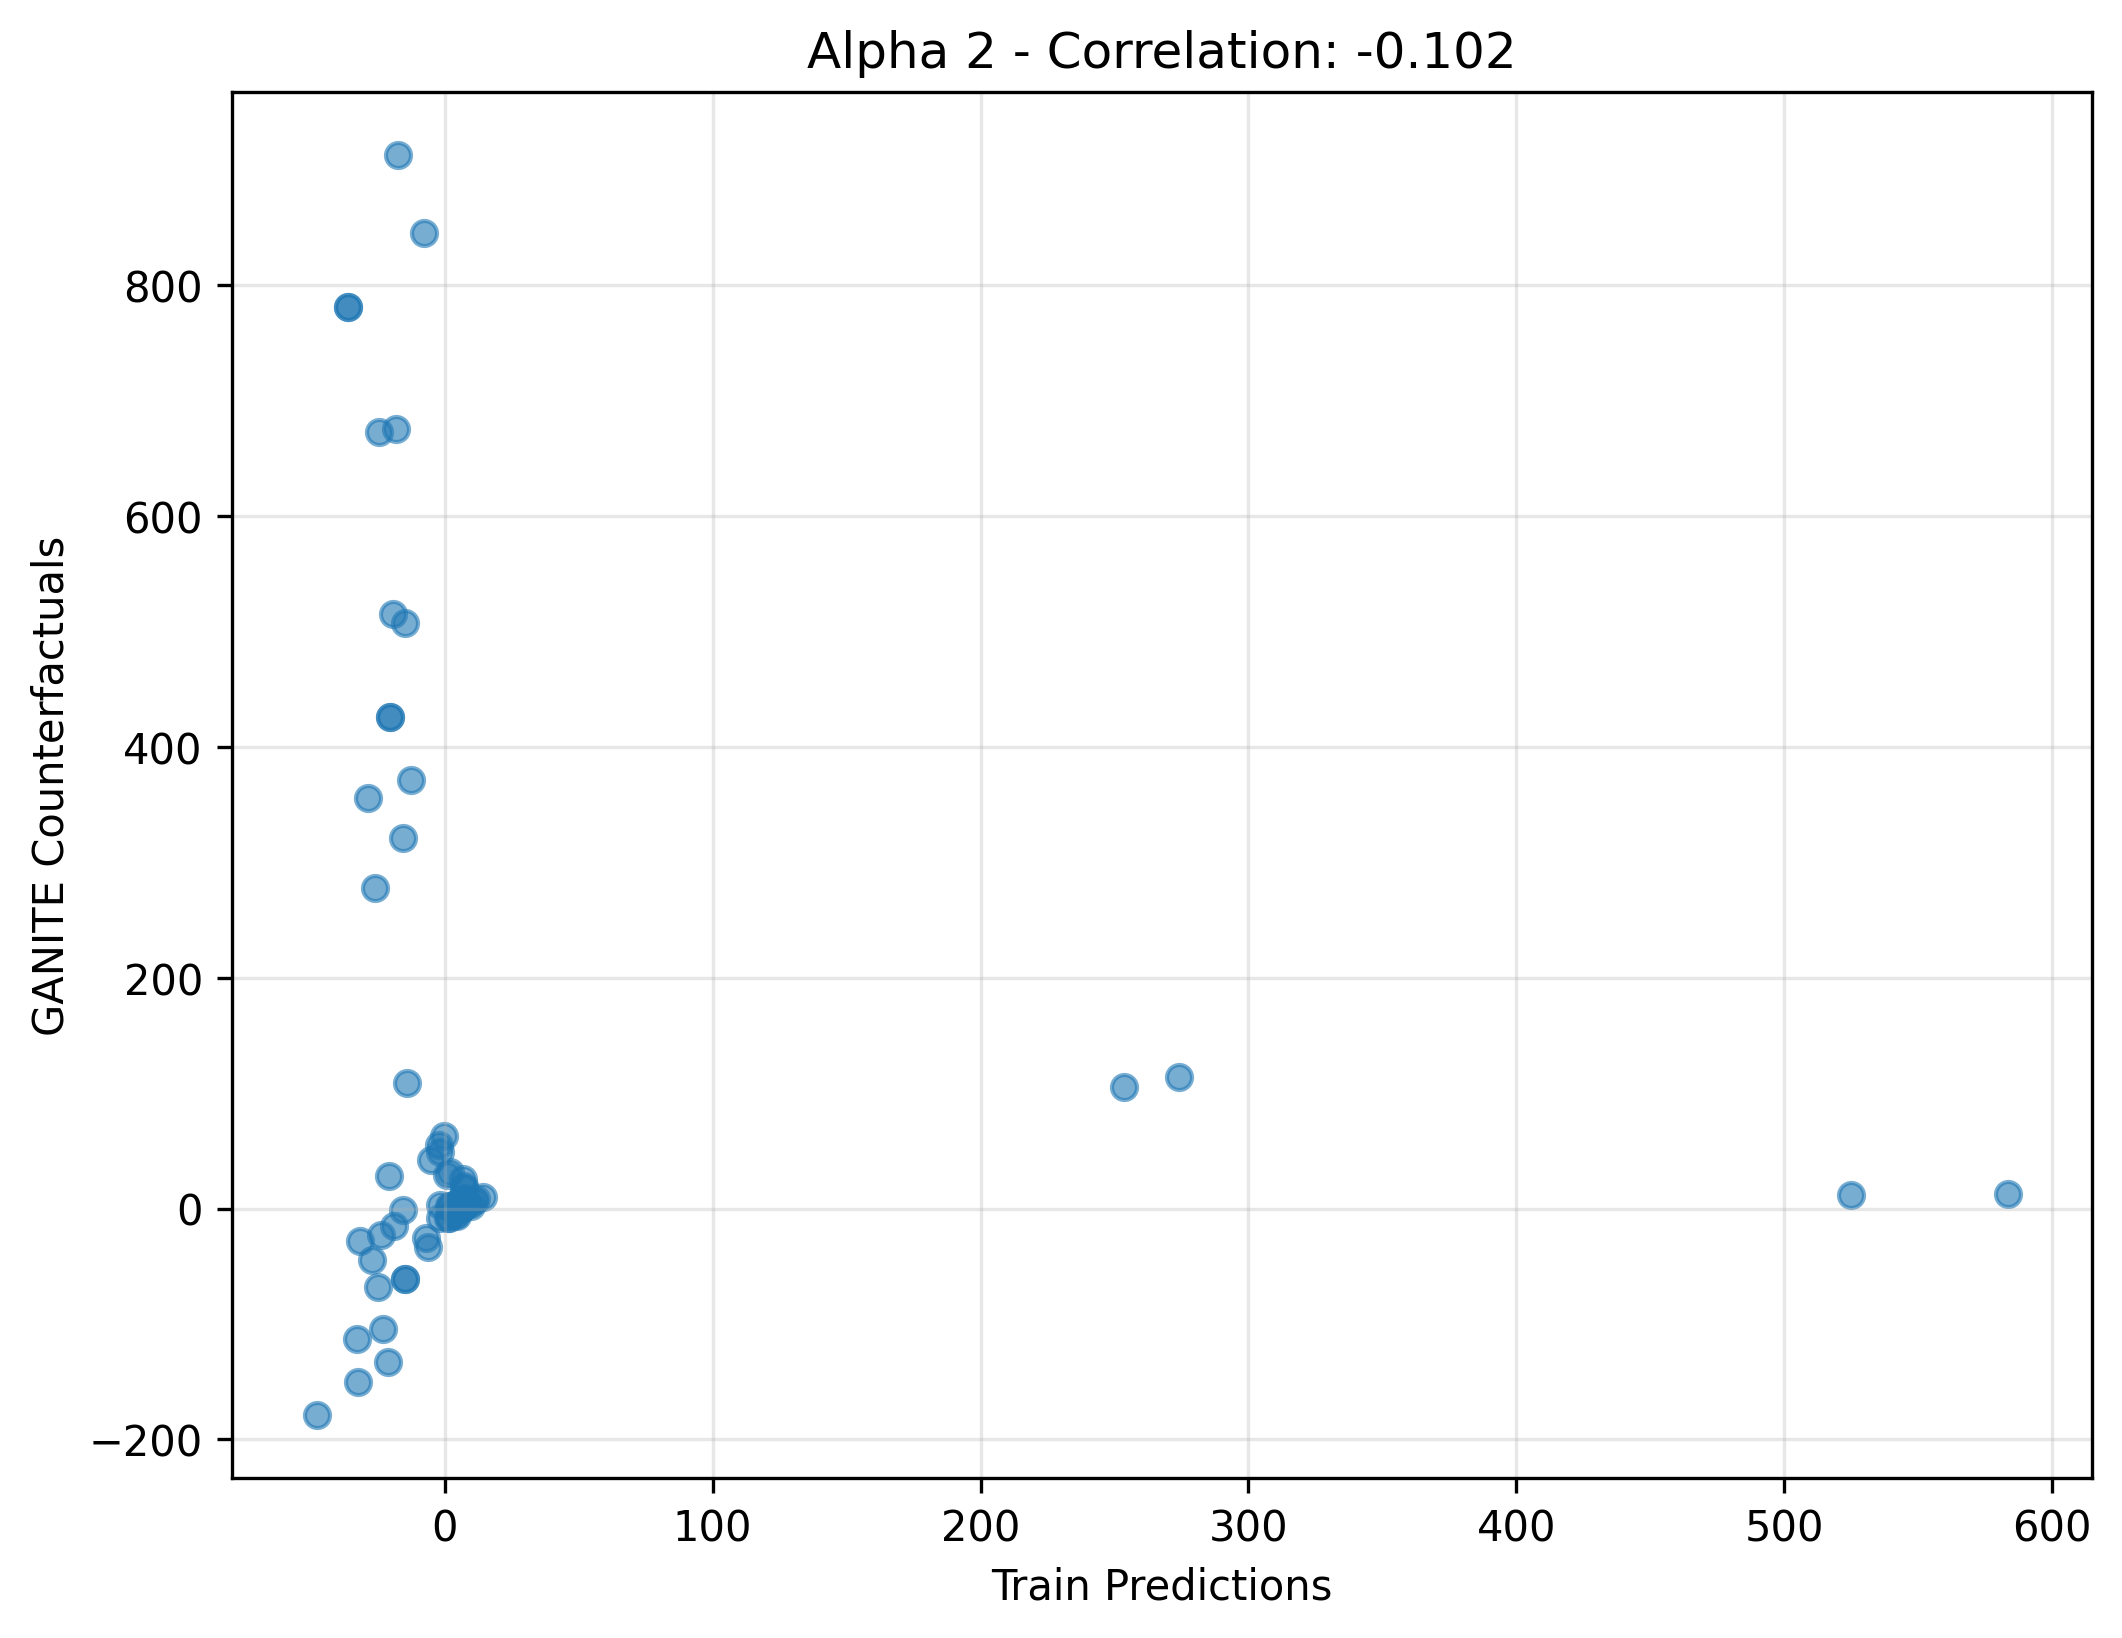 Alpha 2 - Correlation: -0.102
GANITE Counterfactuals
800
600
400
200
0
−200
0 100 200 300 400 500 600
Train Predictions